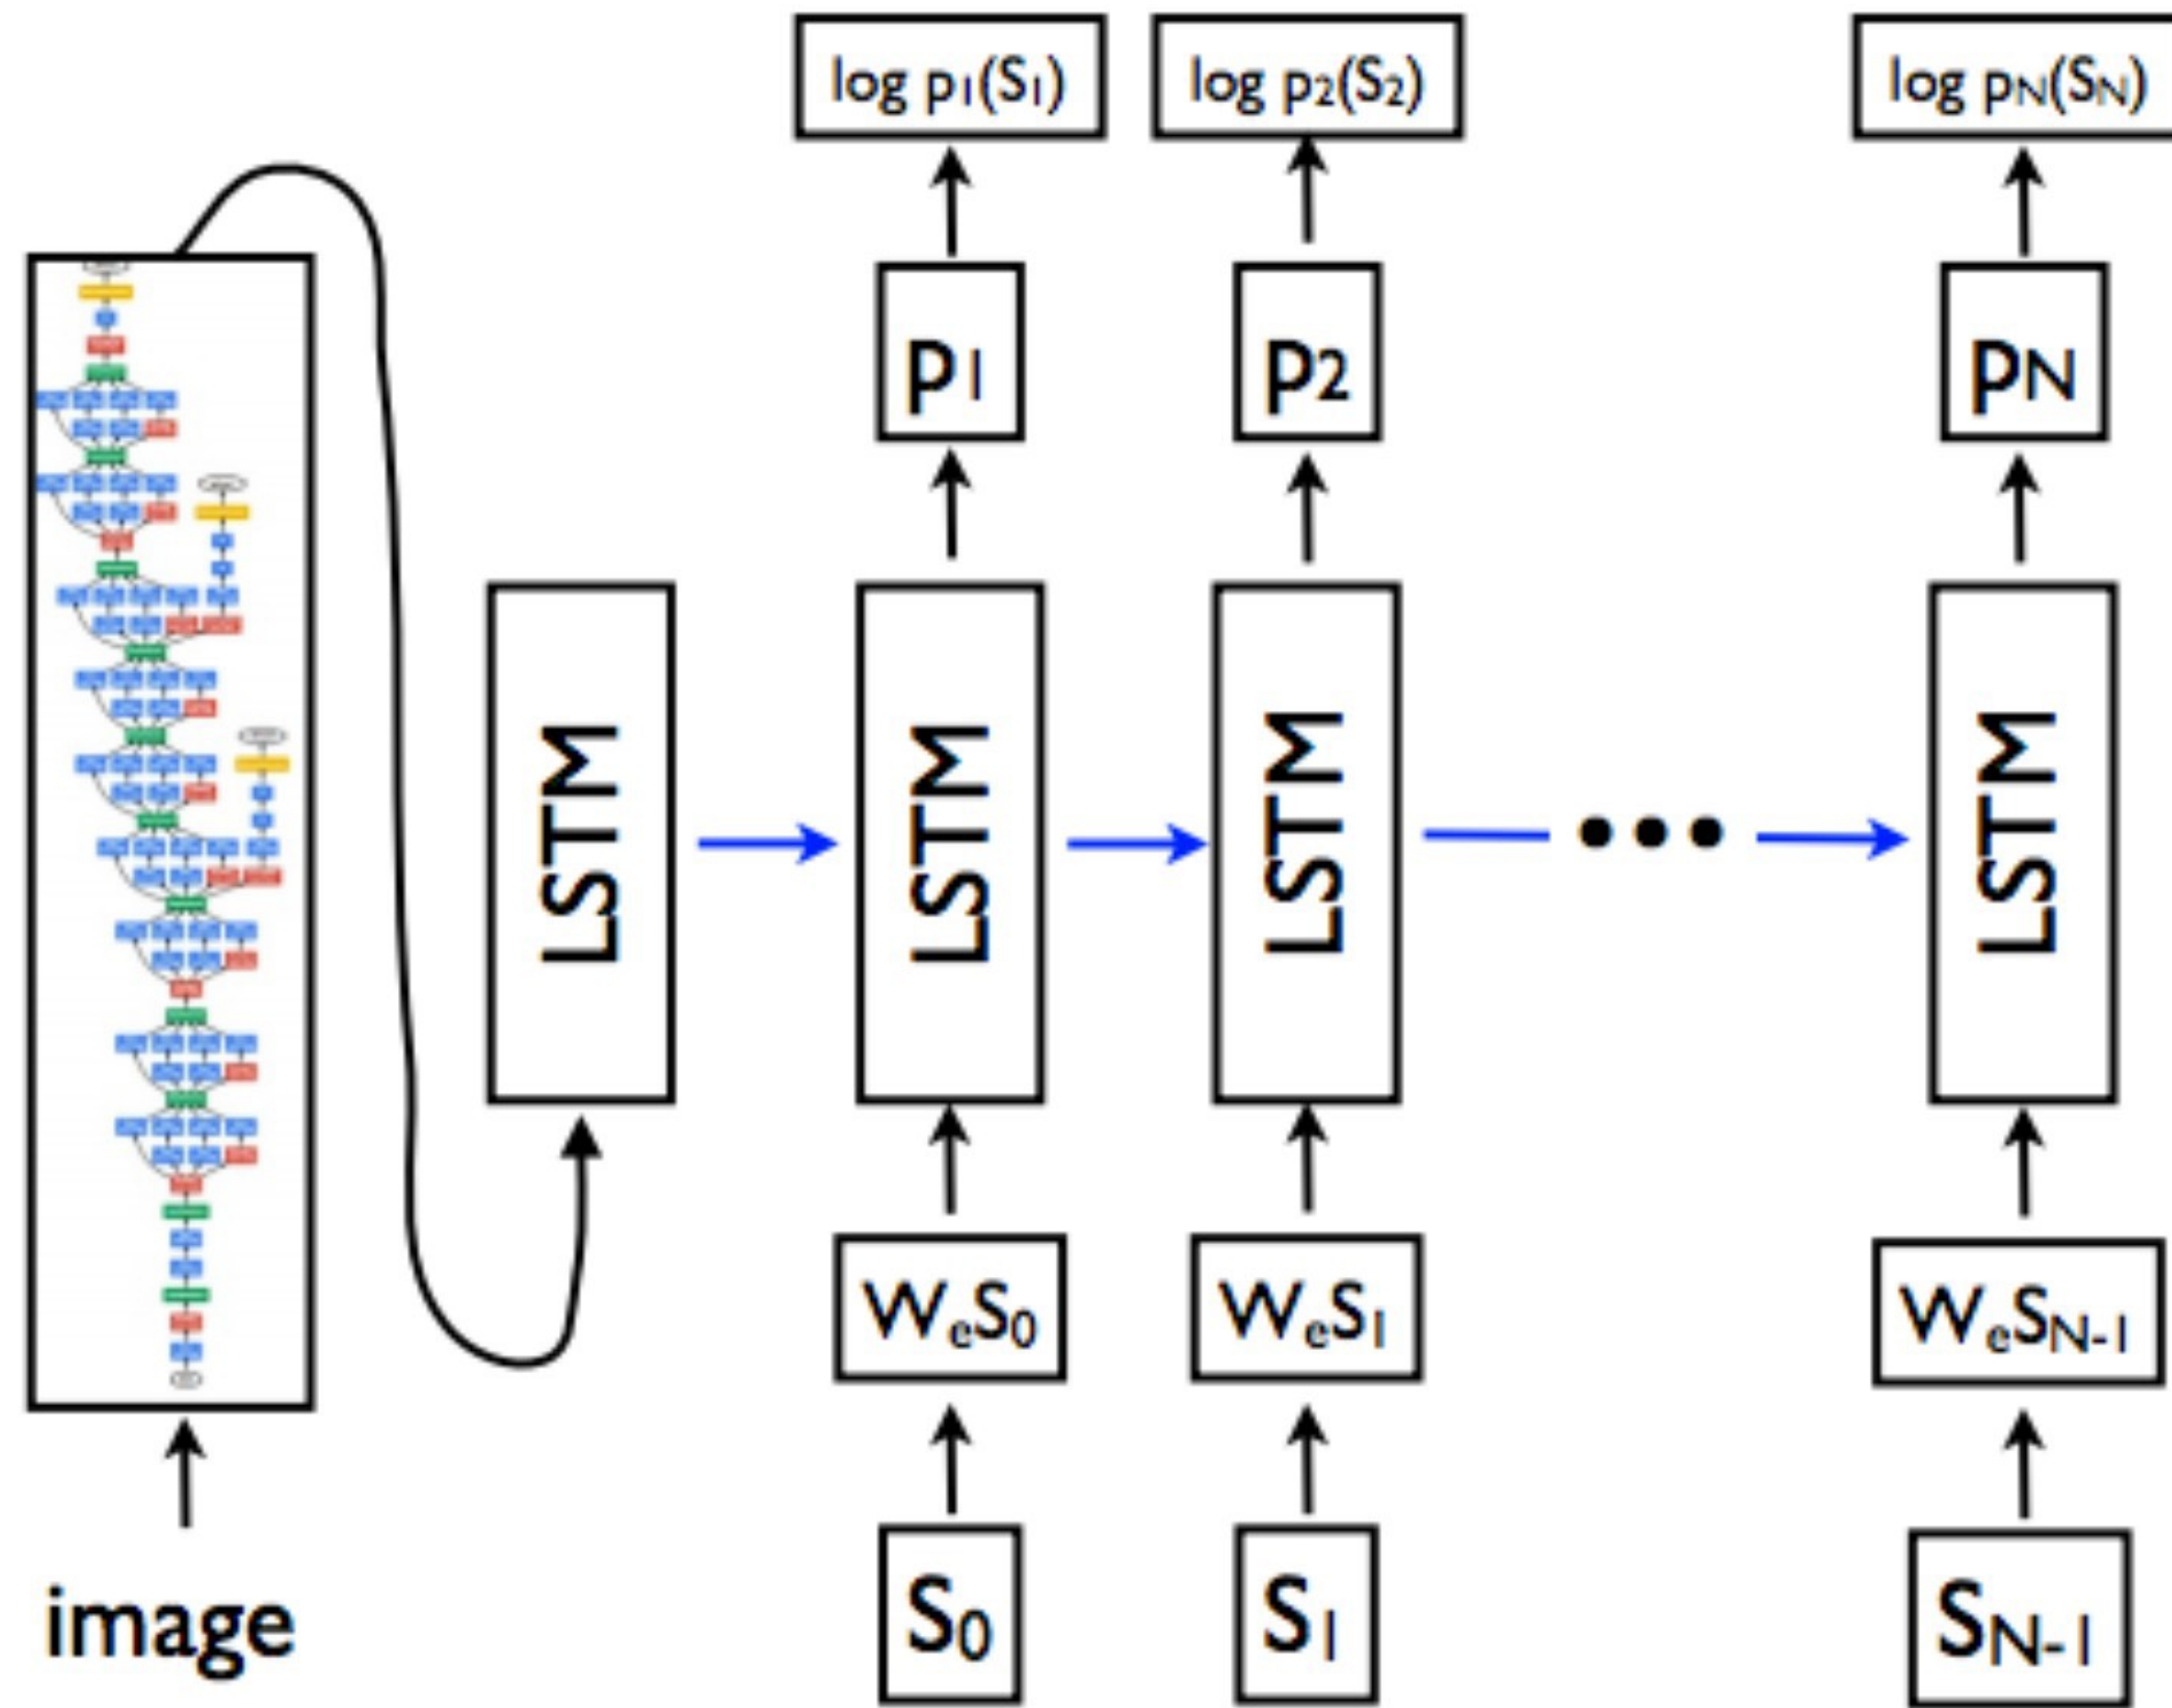 log p1(S1) log p2(S2) log pN(SN)
p1 p2 pN
LSTM LSTM LSTM LSTM
WeS0 WeS1 WeSN-1
image S0 S1 SN-1